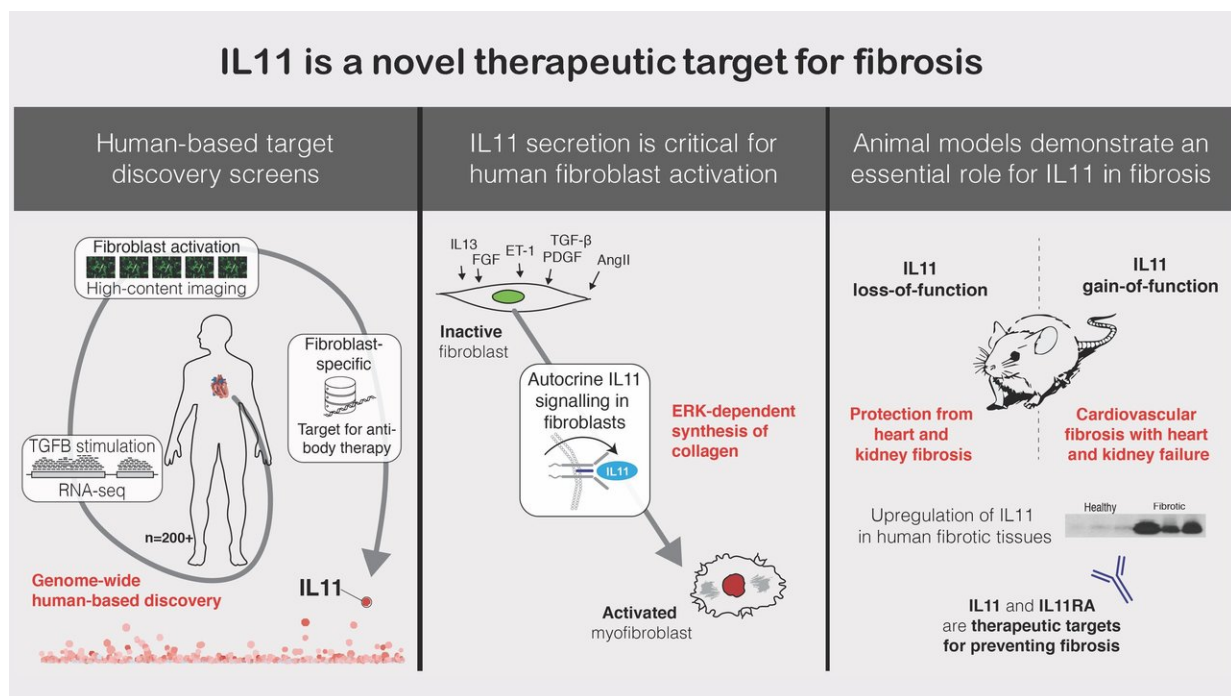 IL11 is a novel therapeutic target for fibrosis
Human-based target
discovery screens
Fibroblast activation
High-content imaging
Fibroblast-
specific
Target for anti-
body therapy
TGFB stimulation
RNA-seq
n=200+
Genome-wide
human-based discovery
IL11
IL11 secretion is critical for
human fibroblast activation
IL13
FGF
ET-1
TGF-β
PDGF
AngII
Inactive
fibroblast
Autocrine IL11
signalling in
fibroblasts
IL11
ERK-dependent
synthesis of
collagen
Activated
myofibroblast
Animal models demonstrate an
essential role for IL11 in fibrosis
IL11
loss-of-function
IL11
gain-of-function
Protection from
heart and
kidney fibrosis
Cardiovascular
fibrosis with heart
and kidney failure
Upregulation of IL11
in human fibrotic tissues
Healthy
Fibrotic
IL11 and IL11RA
are therapeutic targets
for preventing fibrosis